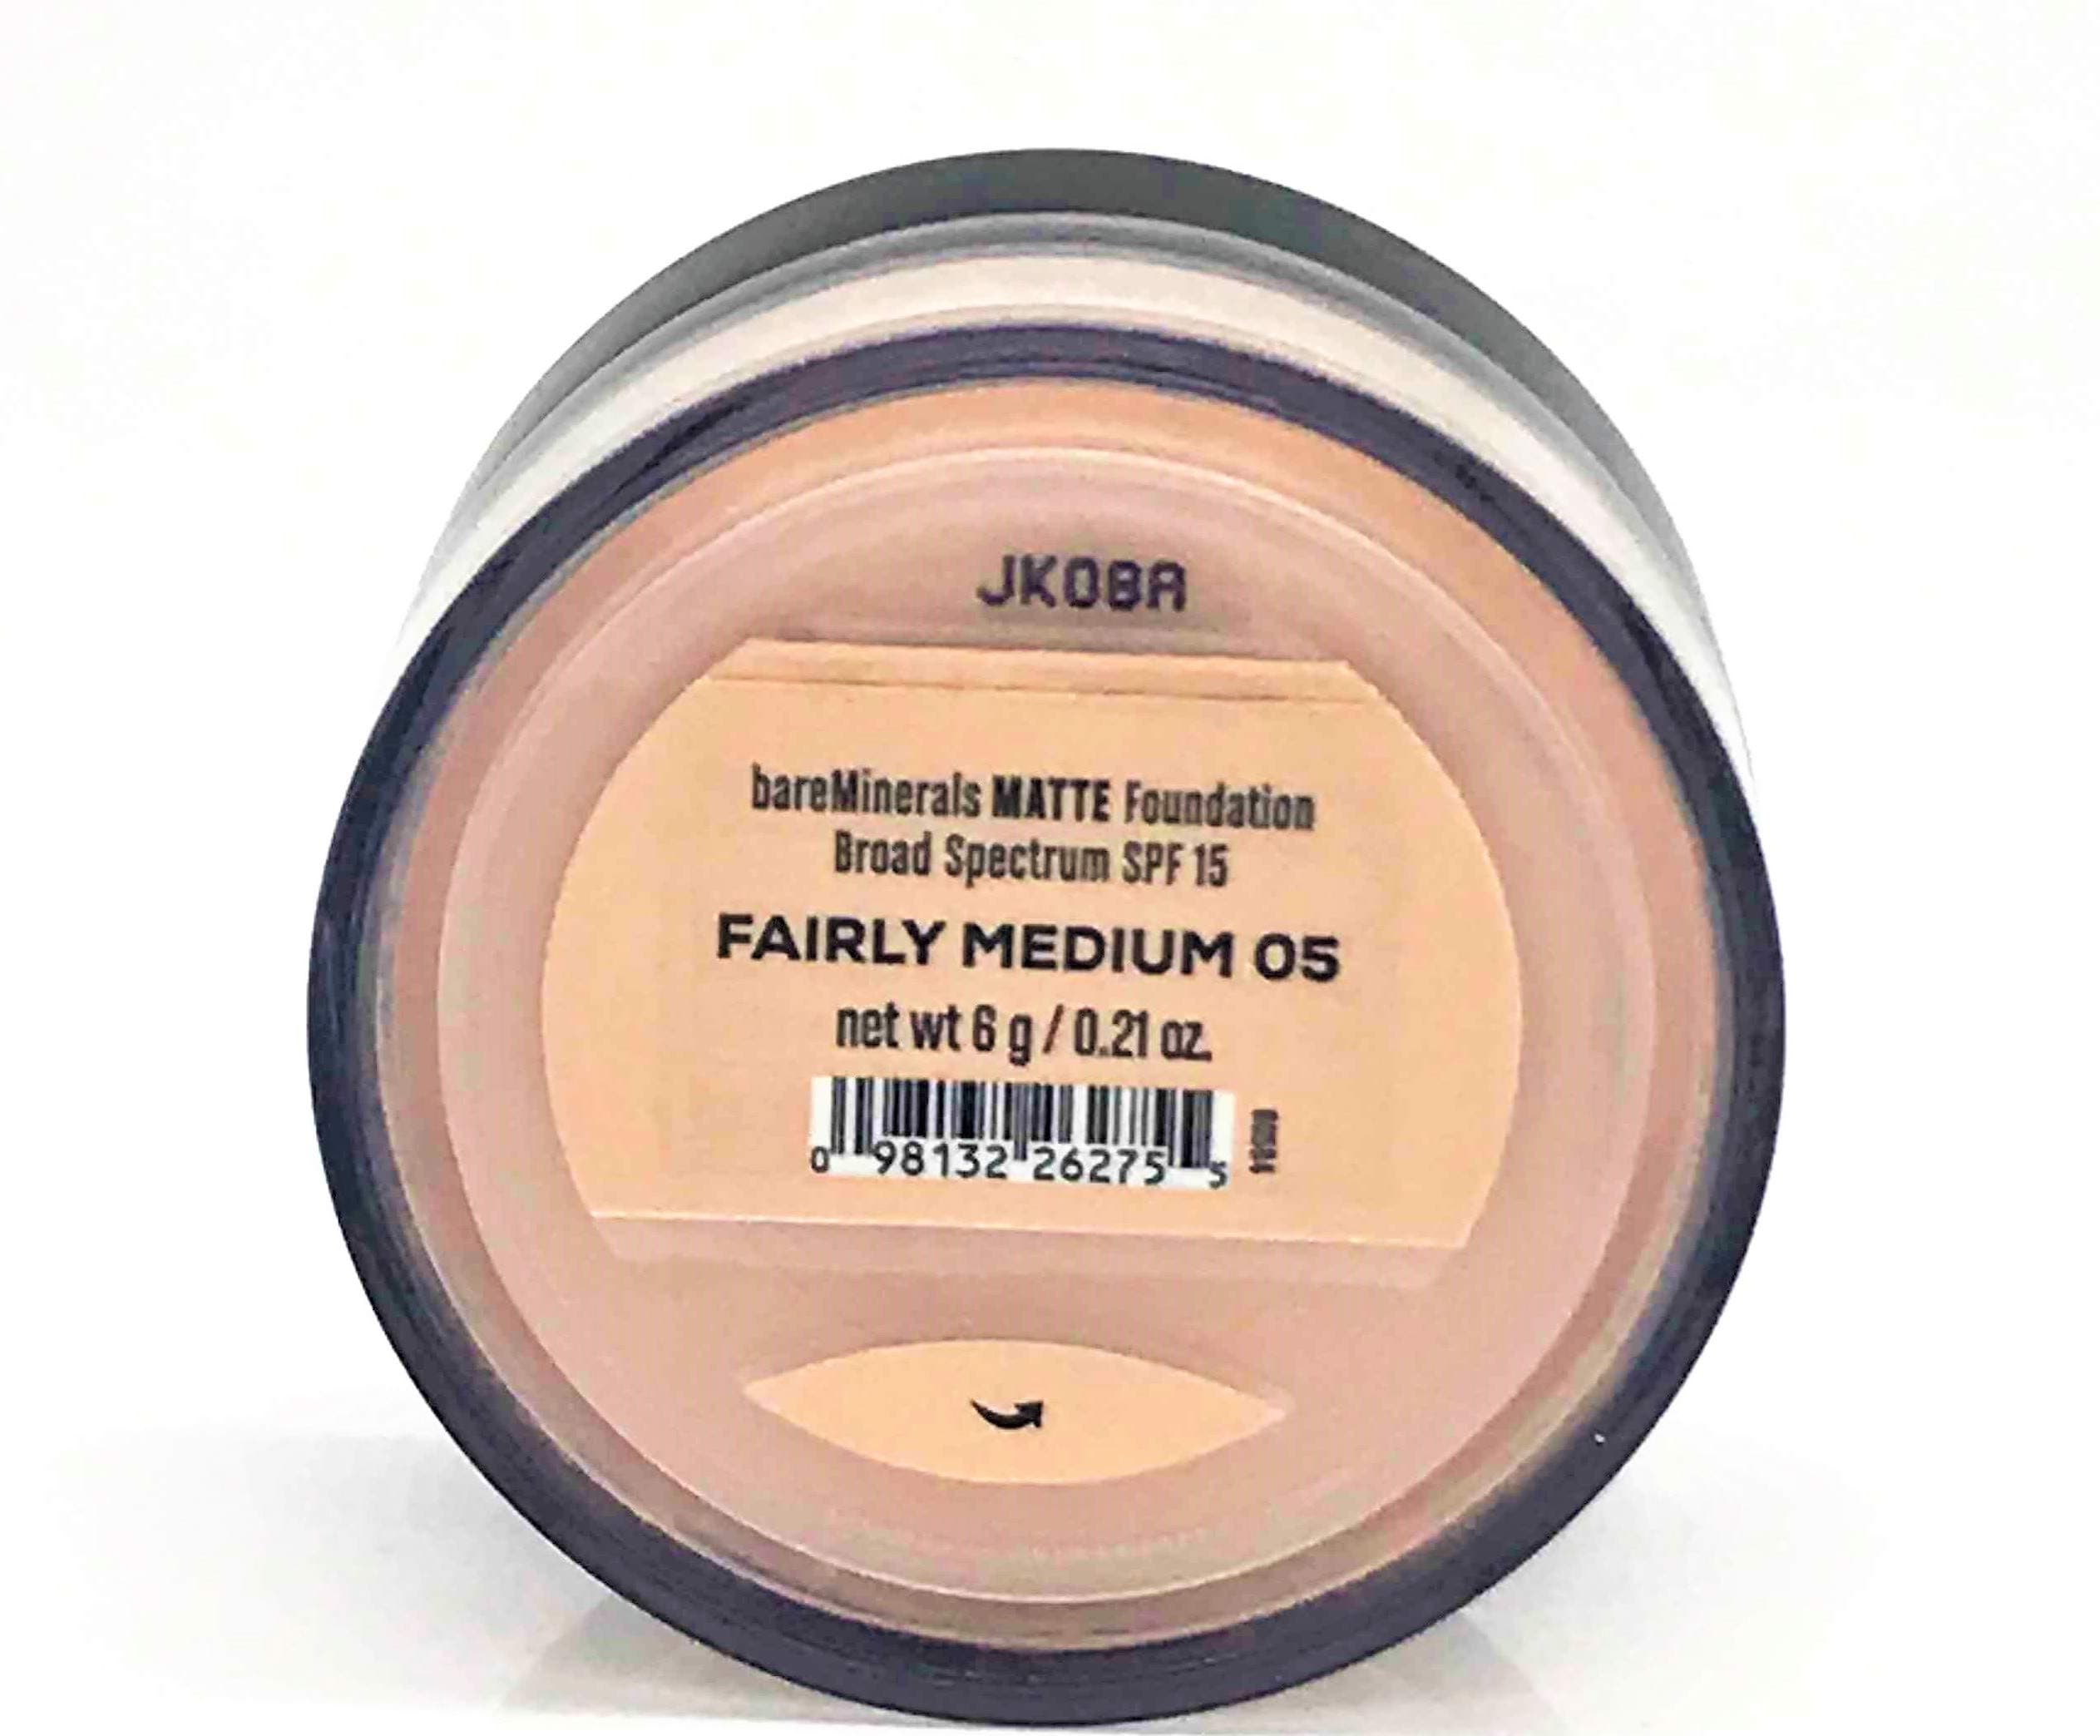 JK08A
bareMinerals MATTE Foundation
Broad Spectrum SPF 15
FAIRLY MEDIUM 05
net wt 6 g / 0.21 oz.
0 98132 26275 5